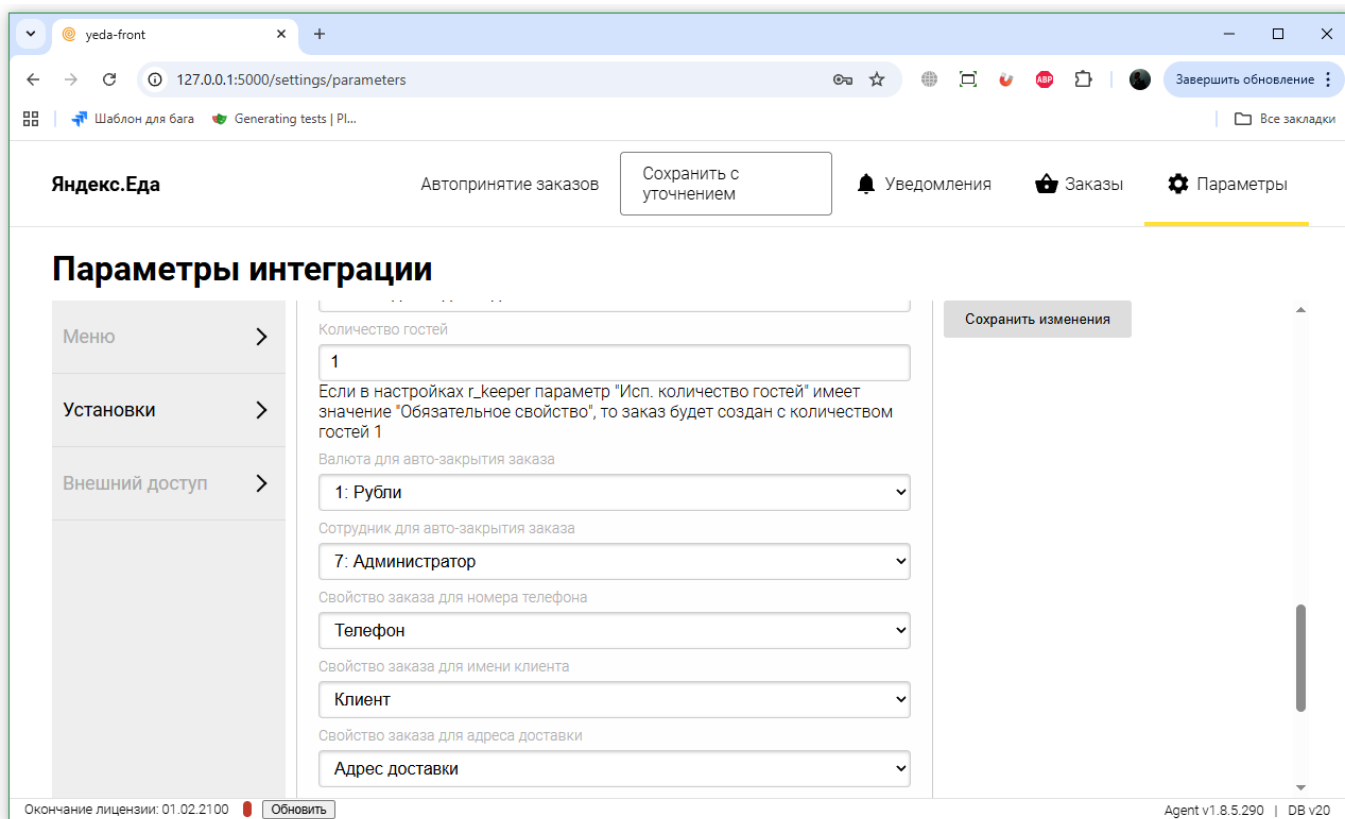 yeda-front
127.0.0.1:5000/settings/parameters
ABP
Завершить обновление
Шаблон для бага
Generating tests | Pl...
Все закладки
Яндекс.Еда
Автопринятие заказов
Сохранить с
уточнением
Уведомления
Заказы
Параметры
Параметры интеграции
Меню
Установки
Внешний доступ
Количество гостей
1
Если в настройках r_keeper параметр "Исп. количество гостей" имеет
значение "Обязательное свойство", то заказ будет создан с количеством
гостей 1
Валюта для авто-закрытия заказа
1: Рубли
Сотрудник для авто-закрытия заказа
7: Администратор
Свойство заказа для номера телефона
Телефон
Свойство заказа для имени клиента
Клиент
Свойство заказа для адреса доставки
Адрес доставки
Сохранить изменения
Окончание лицензии: 01.02.2100
Обновить
Agent v1.8.5.290 | DB v20